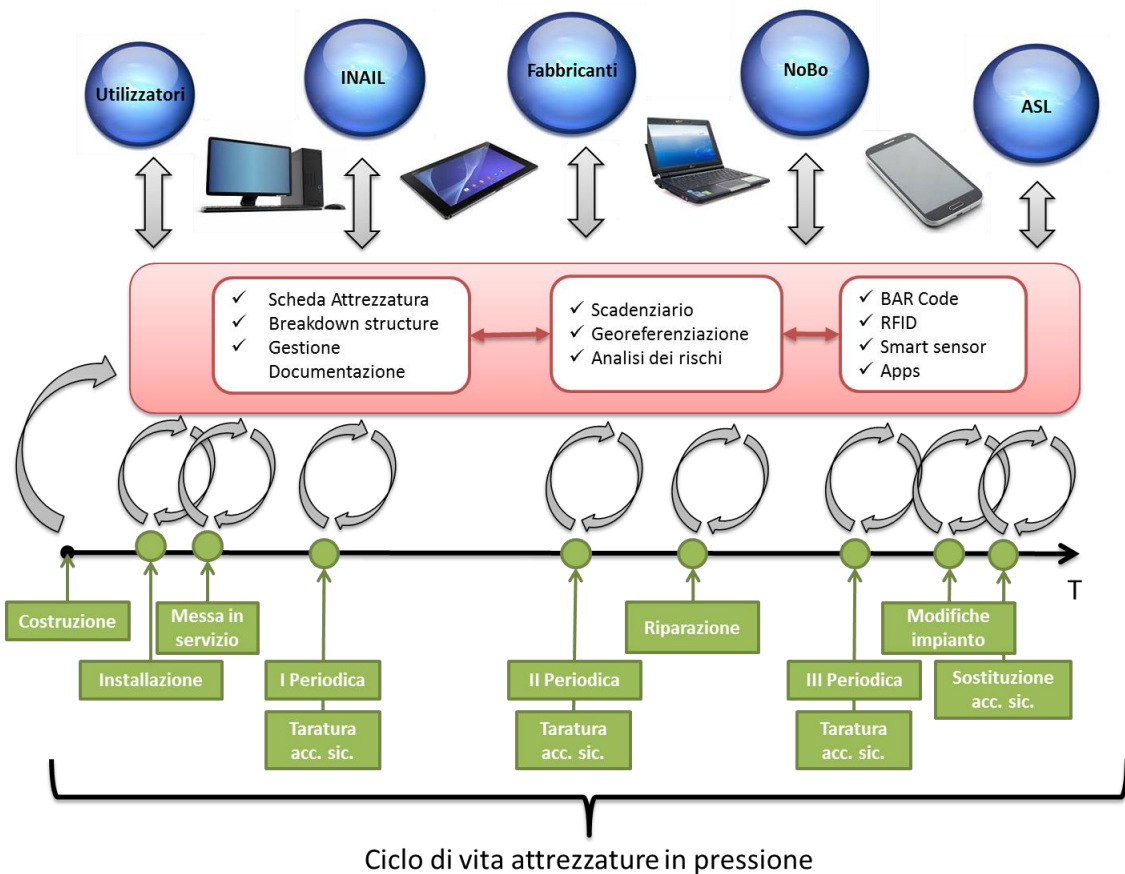 Utilizzatori
INAIL
Fabbricanti
NoBo
ASL
✓ Scheda Attrezzatura
✓ Breakdown structure
✓ Gestione
Documentazione
✓ Scadenziario
✓ Georeferenziazione
✓ Analisi dei rischi
✓ BAR Code
✓ RFID
✓ Smart sensor
✓ Apps
T
Costruzione
Installazione
Messa in
servizio
I Periodica
Taratura
acc. sic.
II Periodica
Taratura
acc. sic.
Riparazione
III Periodica
Taratura
acc. sic.
Modifiche
impianto
Sostituzione
acc. sic.
Ciclo di vita attrezzature in pressione